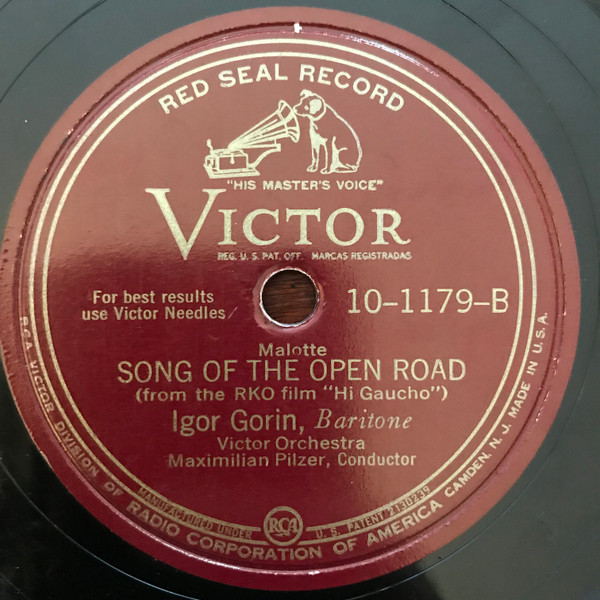 RED SEAL RECORD
"HIS MASTER'S VOICE"
VICTOR
REG. U. S. PAT. OFF. MARCAS REGISTRADAS
For best results
use Victor Needles
10-1179-B
Malotte
SONG OF THE OPEN ROAD
(from the RKO film "Hi Gaucho")
Igor Gorin, Baritone
Victor Orchestra
Maximilian Pilzer, Conductor
MANUFACTURED UNDER RCA U. S. PATENT 2130239
RCA VICTOR DIVISION OF RADIO CORPORATION OF AMERICA CAMDEN, N. J. MADE IN U.S.A.